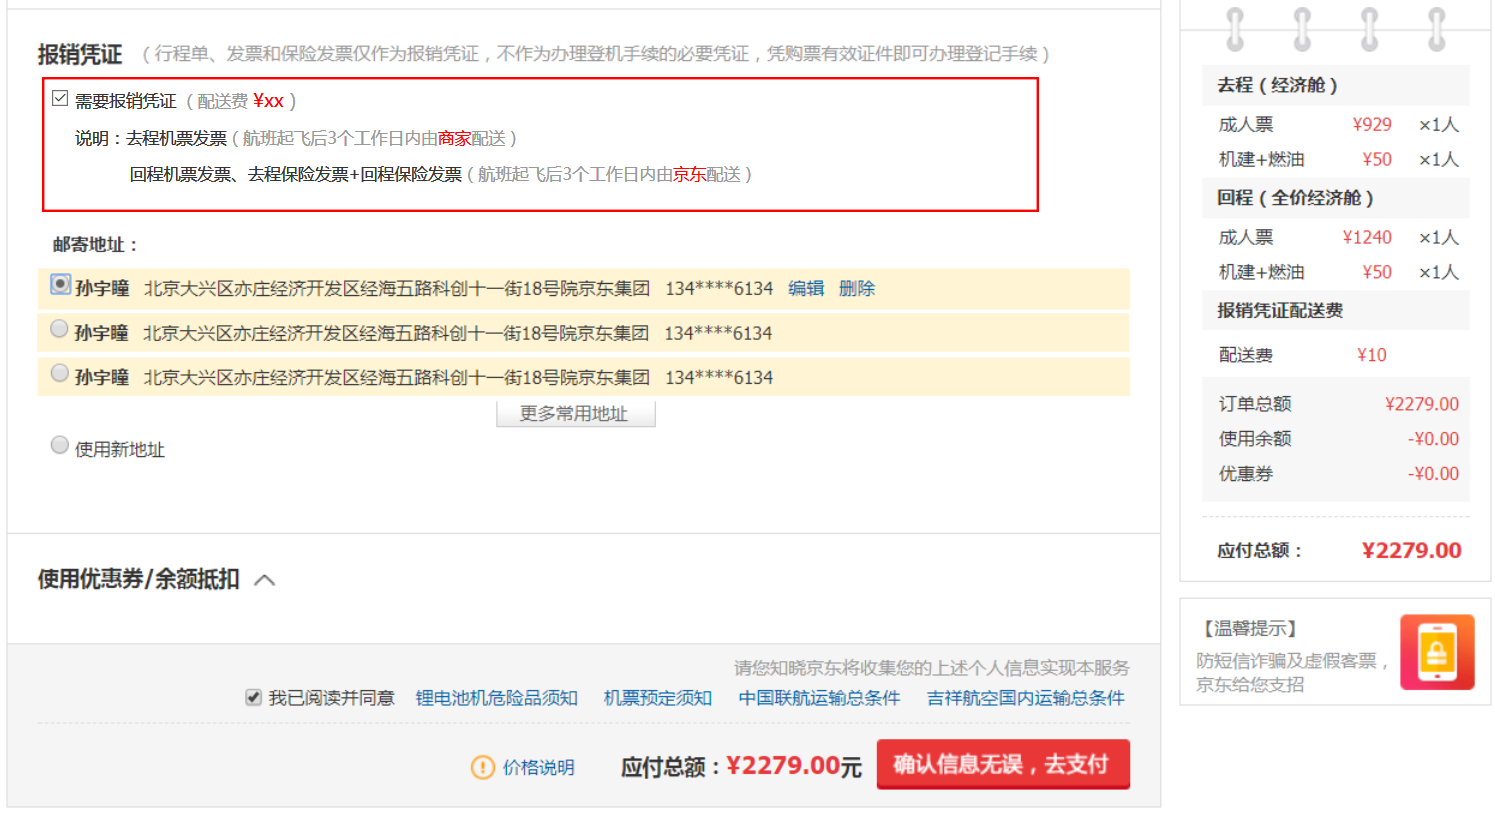 报销凭证 （ 行程单、发票和保险发票仅作为报销凭证，不作为办理登机手续的必要凭证，凭购票有效证件即可办理登记手续 ）
需要报销凭证 （ 配送费 ¥xx ）
说明：去程机票发票（ 航班起飞后3个工作日内由商家配送 ）
回程机票发票、去程保险发票+回程保险发票（ 航班起飞后3个工作日内由京东配送 ）
邮寄地址：
孙宇曈 北京大兴区亦庄经济开发区经海五路科创十一街18号院京东集团 134****6134 编辑 删除
孙宇曈 北京大兴区亦庄经济开发区经海五路科创十一街18号院京东集团 134****6134
孙宇曈 北京大兴区亦庄经济开发区经海五路科创十一街18号院京东集团 134****6134
更多常用地址
使用新地址
使用优惠券/余额抵扣
请您知晓京东将收集您的上述个人信息实现本服务
我已阅读并同意 锂电池机危险品须知 机票预定须知 中国联航运输总条件 吉祥航空国内运输总条件
价格说明 应付总额：¥2279.00元 确认信息无误，去支付
去程（ 经济舱 ）
成人票 ¥929 ×1人
机建+燃油 ¥50 ×1人
回程（ 全价经济舱 ）
成人票 ¥1240 ×1人
机建+燃油 ¥50 ×1人
报销凭证配送费
配送费 ¥10
订单总额 ¥2279.00
使用余额 -¥0.00
优惠券 -¥0.00
应付总额： ¥2279.00
【温馨提示】
防短信诈骗及虚假客票，
京东给您支招